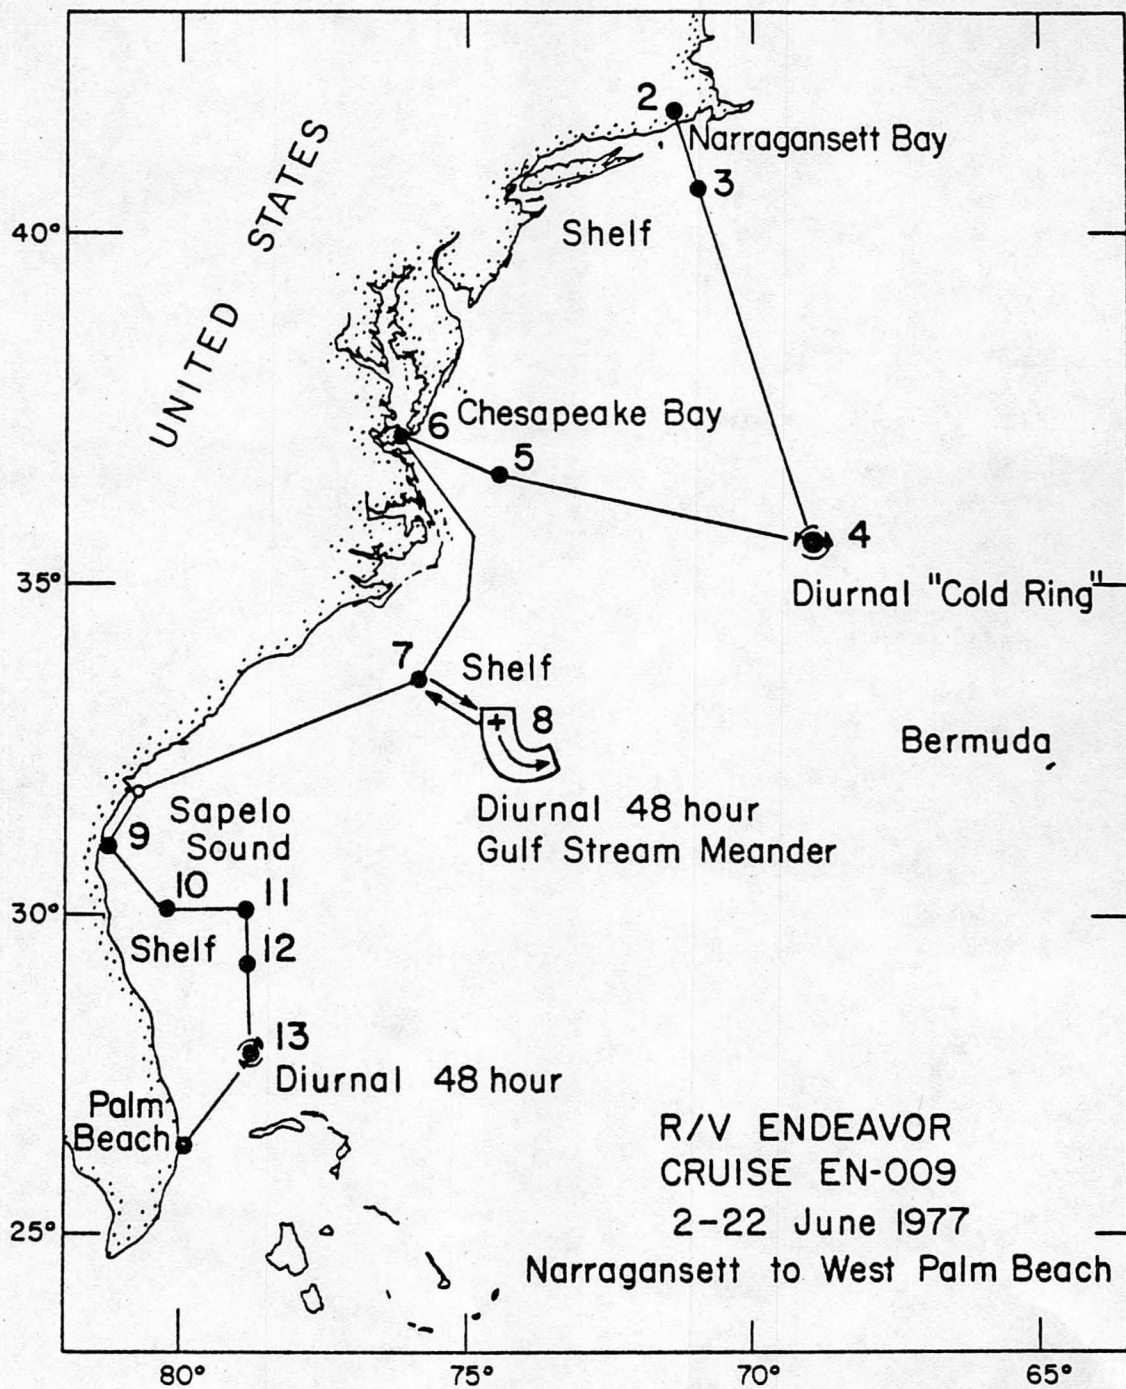 2
Narragansett Bay
3
UNITED STATES
40°
Shelf
Chesapeake Bay
6
5
4
Diurnal "Cold Ring"
35°
7
Shelf
8
Bermuda
Diurnal 48 hour
Gulf Stream Meander
Sapelo
Sound
9
10
11
30°
Shelf
12
13
Diurnal 48 hour
Palm
Beach
R/V ENDEAVOR
CRUISE EN-009
2-22 June 1977
Narragansett to West Palm Beach
25°
80°
75°
70°
65°